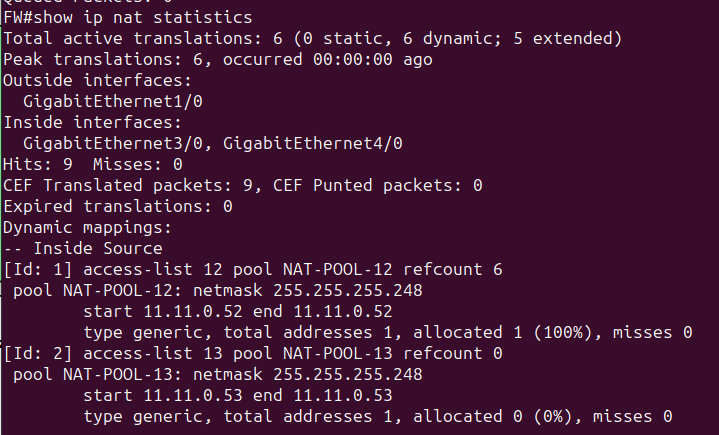 Queued Packets: 0
FW#show ip nat statistics
Total active translations: 6 (0 static, 6 dynamic; 5 extended)
Peak translations: 6, occurred 00:00:00 ago
Outside interfaces:
  GigabitEthernet1/0
Inside interfaces:
  GigabitEthernet3/0, GigabitEthernet4/0
Hits: 9  Misses: 0
CEF Translated packets: 9, CEF Punted packets: 0
Expired translations: 0
Dynamic mappings:
-- Inside Source
[Id: 1] access-list 12 pool NAT-POOL-12 refcount 6
 pool NAT-POOL-12: netmask 255.255.255.248
        start 11.11.0.52 end 11.11.0.52
        type generic, total addresses 1, allocated 1 (100%), misses 0
[Id: 2] access-list 13 pool NAT-POOL-13 refcount 0
 pool NAT-POOL-13: netmask 255.255.255.248
        start 11.11.0.53 end 11.11.0.53
        type generic, total addresses 1, allocated 0 (0%), misses 0